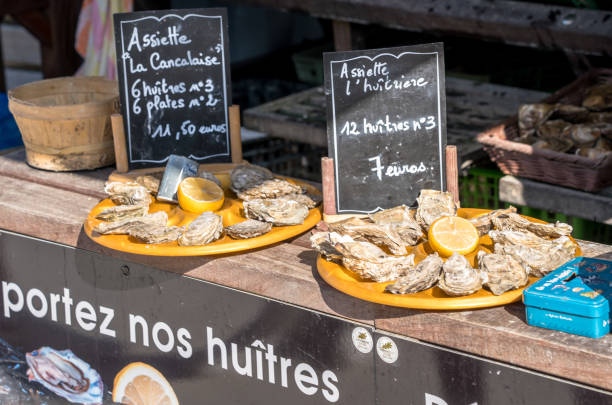 Assiette
La Cancalaise
6 huîtres n°3
6 plates n°2
11,50 euros
Assiette
l'huîtrière
12 huîtres n°3
7 euros
portez nos huîtres